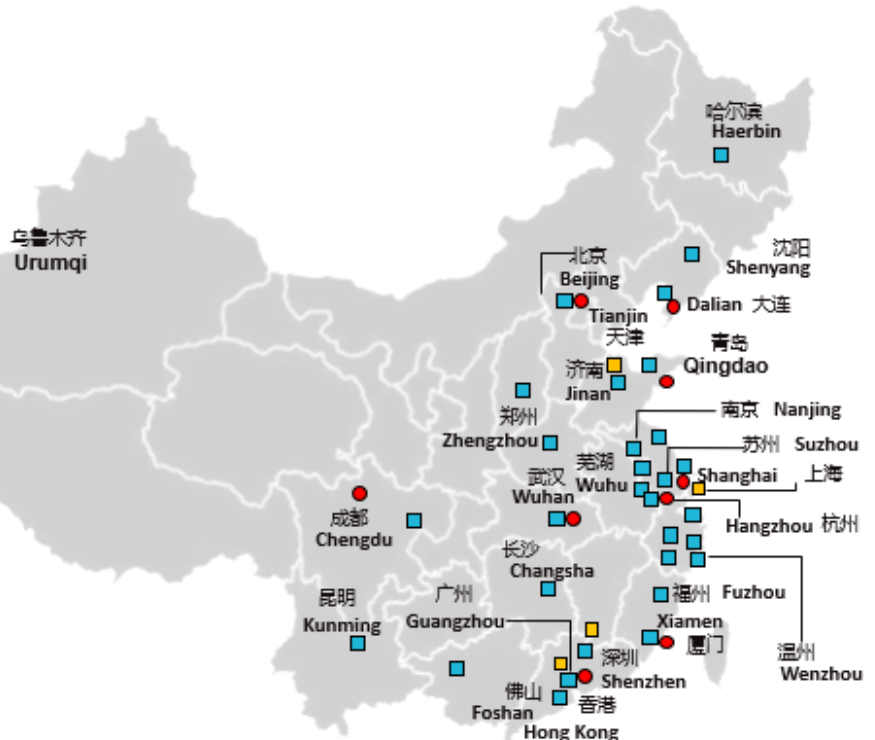 哈尔滨
Haerbin
乌鲁木齐
Urumqi
沈阳
Shenyang
北京
Beijing
Tianjin
天津
Dalian 大连
青岛
Qingdao
济南
Jinan
郑州
Zhengzhou
南京 Nanjing
苏州 Suzhou
芜湖
Wuhu
Shanghai 上海
武汉
Wuhan
成都
Chengdu
Hangzhou 杭州
长沙
Changsha
昆明
Kunming
广州
Guangzhou
福州 Fuzhou
Xiamen
厦门
温州
Wenzhou
深圳
Shenzhen
佛山
Foshan
香港
Hong Kong